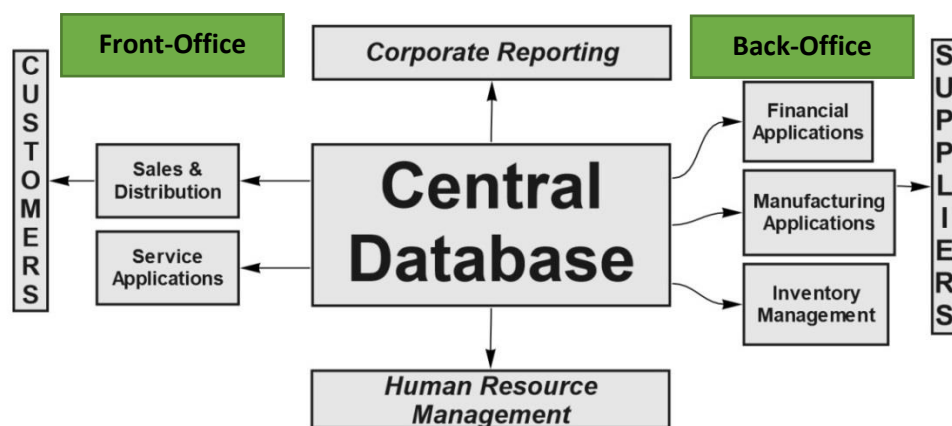 Front-Office
Corporate Reporting
Back-Office
CUSTOMERS
Sales &
Distribution
Service
Applications
Central
Database
Financial
Applications
Manufacturing
Applications
Inventory
Management
SUPPLIERS
Human Resource
Management